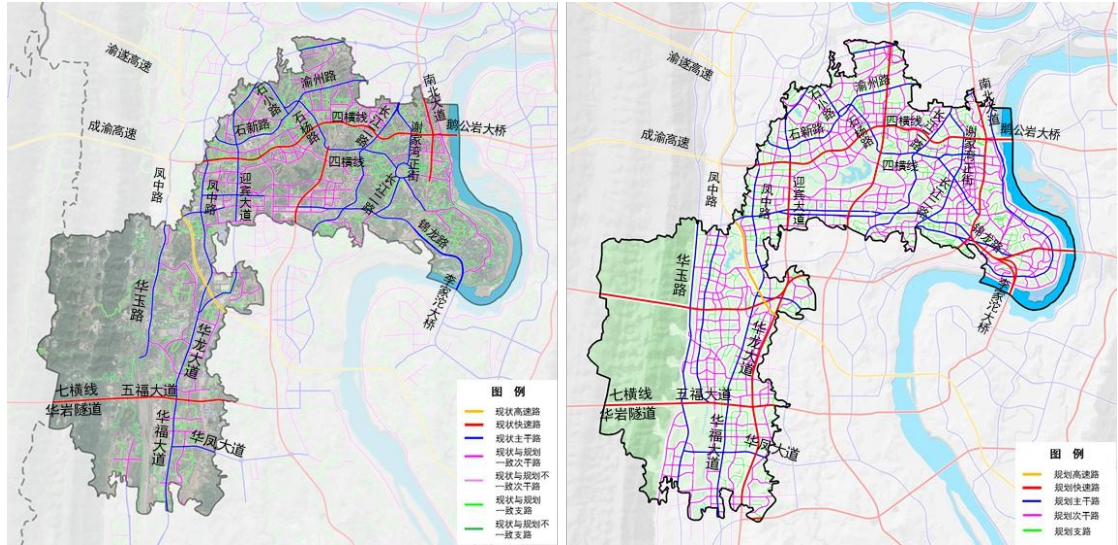 渝遂高速
成渝高速
石小路
渝州路
南北大道
石新路
石杨路
四横线
长江二路
谢家湾正街
鹅公岩大桥
四横线
凤中路
凤中路
迎宾大道
长江二路
锦龙路
李家沱大桥
华玉路
华龙大道
七横线
五福大道
华岩隧道
华福大道
华凤大道
图 例
现状高速路
现状快速路
现状主干路
现状与规划
一致次干路
现状与规划不
一致次干路
现状与规划
一致支路
现状与规划不
一致支路
渝遂高速
成渝高速
石小路
渝州路
南北大道
石新路
石杨路
四横线
长江二路
谢家湾正街
鹅公岩大桥
四横线
凤中路
凤中路
迎宾大道
长江二路
锦龙路
李家沱大桥
华玉路
华龙大道
七横线
五福大道
华岩隧道
华福大道
华凤大道
图 例
规划高速路
规划快速路
规划主干路
规划次干路
规划支路